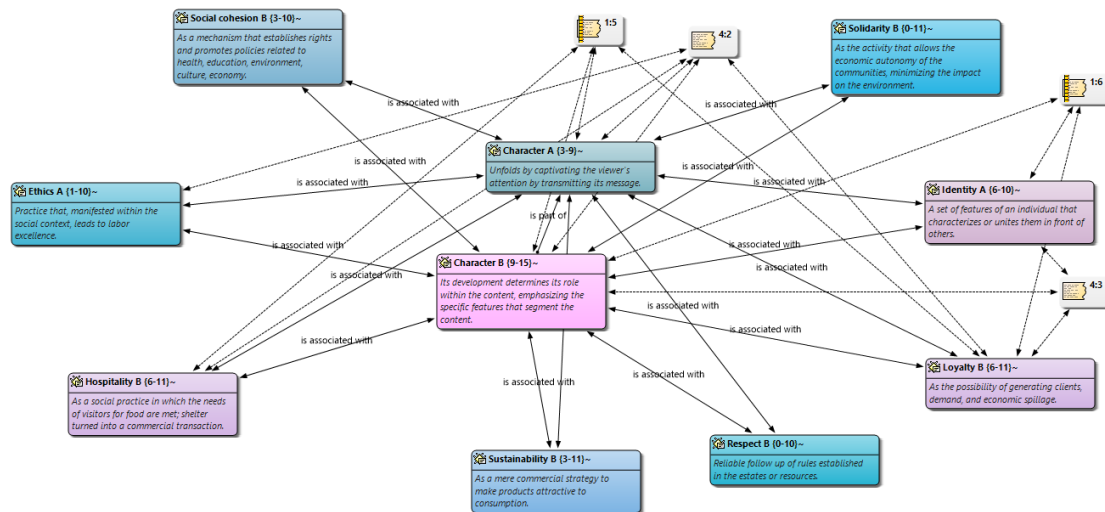 Social cohesion B {3-10}~
As a mechanism that establishes rights
and promotes policies related to
health, education, environment,
culture, economy.
1:5
4:2
Solidarity B {0-11}~
As the activity that allows the
economic autonomy of the
communities, minimizing the impact
on the environment.
1:6
is associated with
is associated with
is associated with
Character A {3-9}~
Unfolds by captivating the viewer's
attention by transmitting its message.
is associated with
is associated with
Ethics A {1-10}~
Practice that, manifested within the
social context, leads to labor
excellence.
Identity A {6-10}~
A set of features of an individual that
characterizes or unites them in front of
others.
is part of
is associated with
is associated with
is associated with
is associated with
Character B {9-15}~
Its development determines its role
within the content, emphasizing the
specific features that segment the
content.
4:3
is associated with
is associated with
Hospitality B {6-11}~
As a social practice in which the needs
of visitors for food are met; shelter
turned into a commercial transaction.
Loyalty B {6-11}~
As the possibility of generating clients,
demand, and economic spillage.
is associated with
is associated with
Sustainability B {3-11}~
As a mere commercial strategy to
make products attractive to
consumption.
Respect B {0-10}~
Reliable follow up of rules established
in the estates or resources.